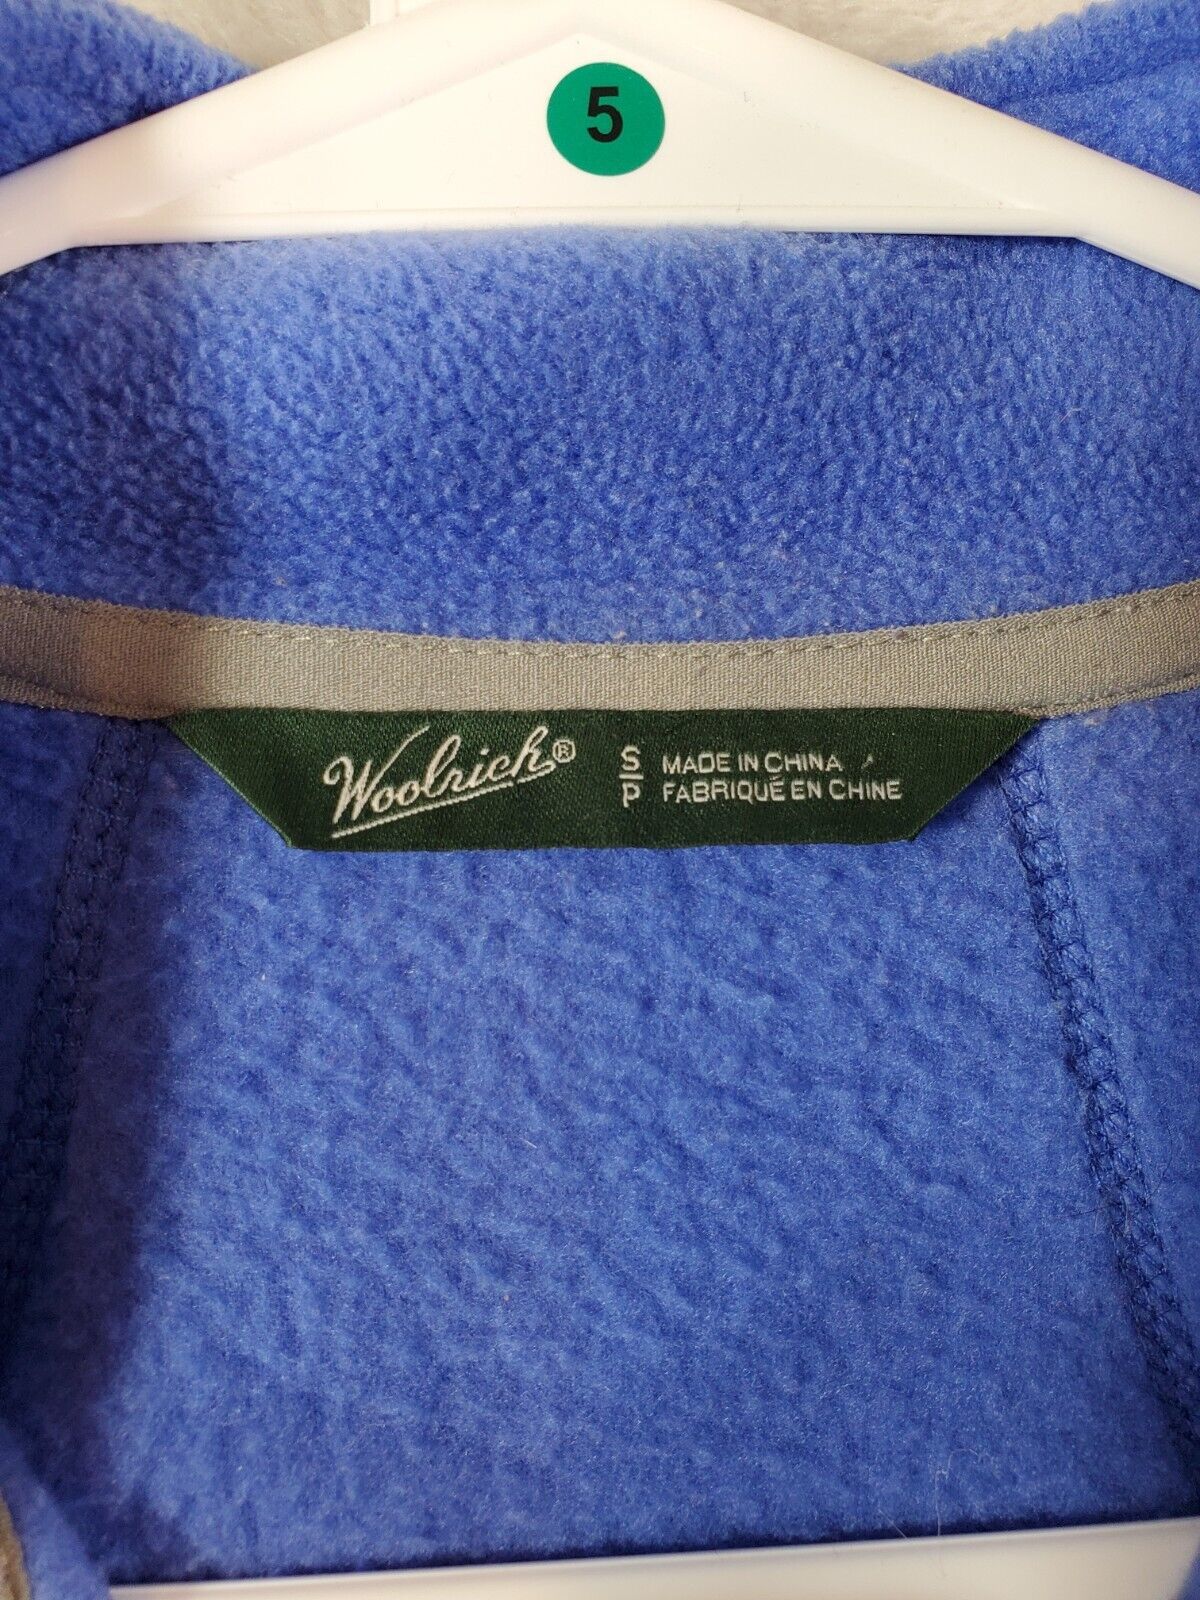 5
Woolrich®
S
P
MADE IN CHINA
FABRIQUÉ EN CHINE